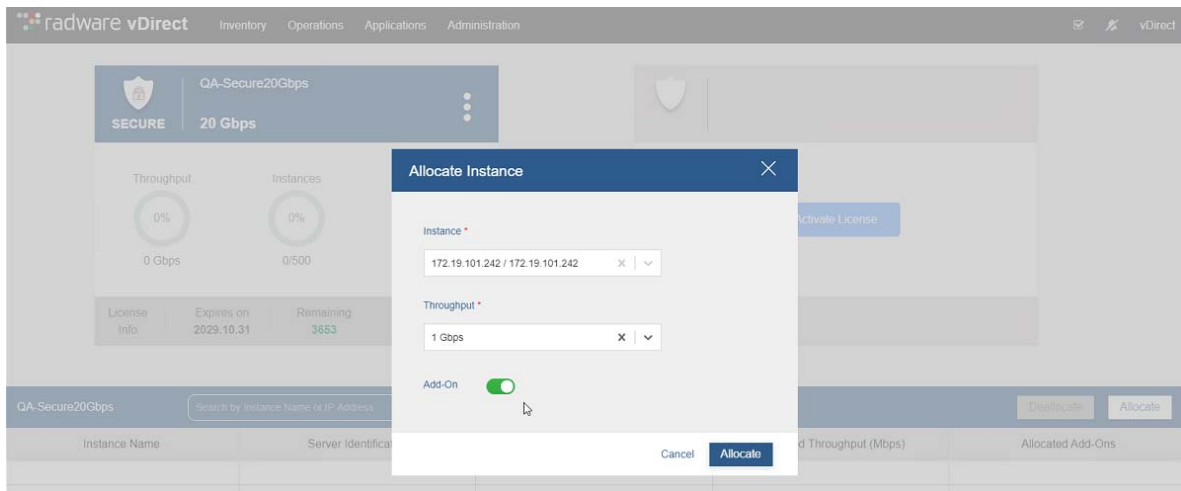 radware vDirect Inventory Operations Applications Administration vDirect
QA-Secure20Gbps
SECURE 20 Gbps
Allocate Instance
Throughput Instances
Instance *
0% 0% Activate License
172.19.101.242 / 172.19.101.242
0 Gbps 0/500
Throughput *
License Info Expires on 2029.10.31 Remaining 3653
1 Gbps
Add-On
QA-Secure20Gbps Search by Instance Name or IP Address Deallocate Allocate
Instance Name Server Identificat d Throughput (Mbps) Allocated Add-Ons
Cancel Allocate